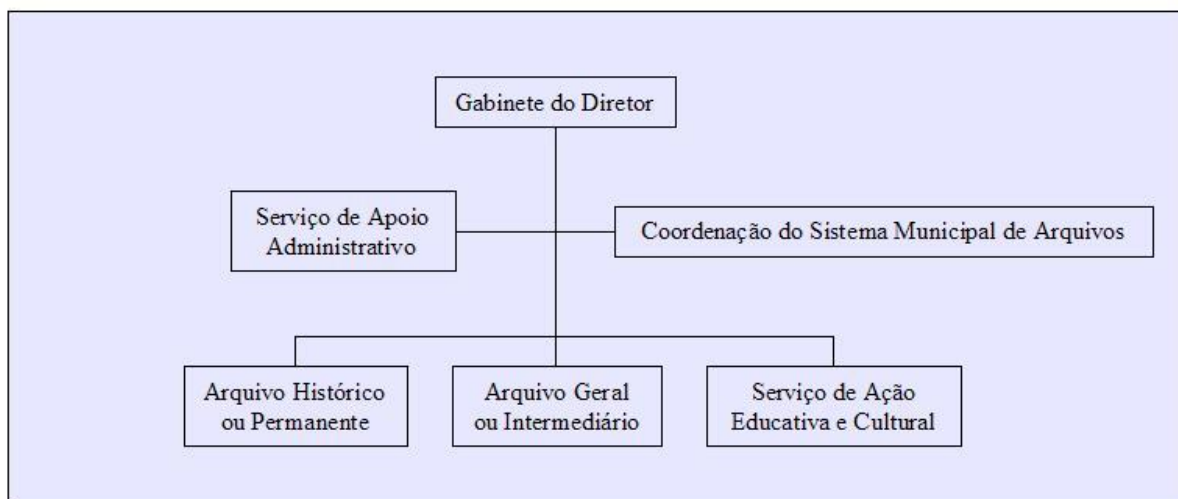 Gabinete do Diretor
Serviço de Apoio
Administrativo
Coordenação do Sistema Municipal de Arquivos
Arquivo Histórico
ou Permanente
Arquivo Geral
ou Intermediário
Serviço de Ação
Educativa e Cultural